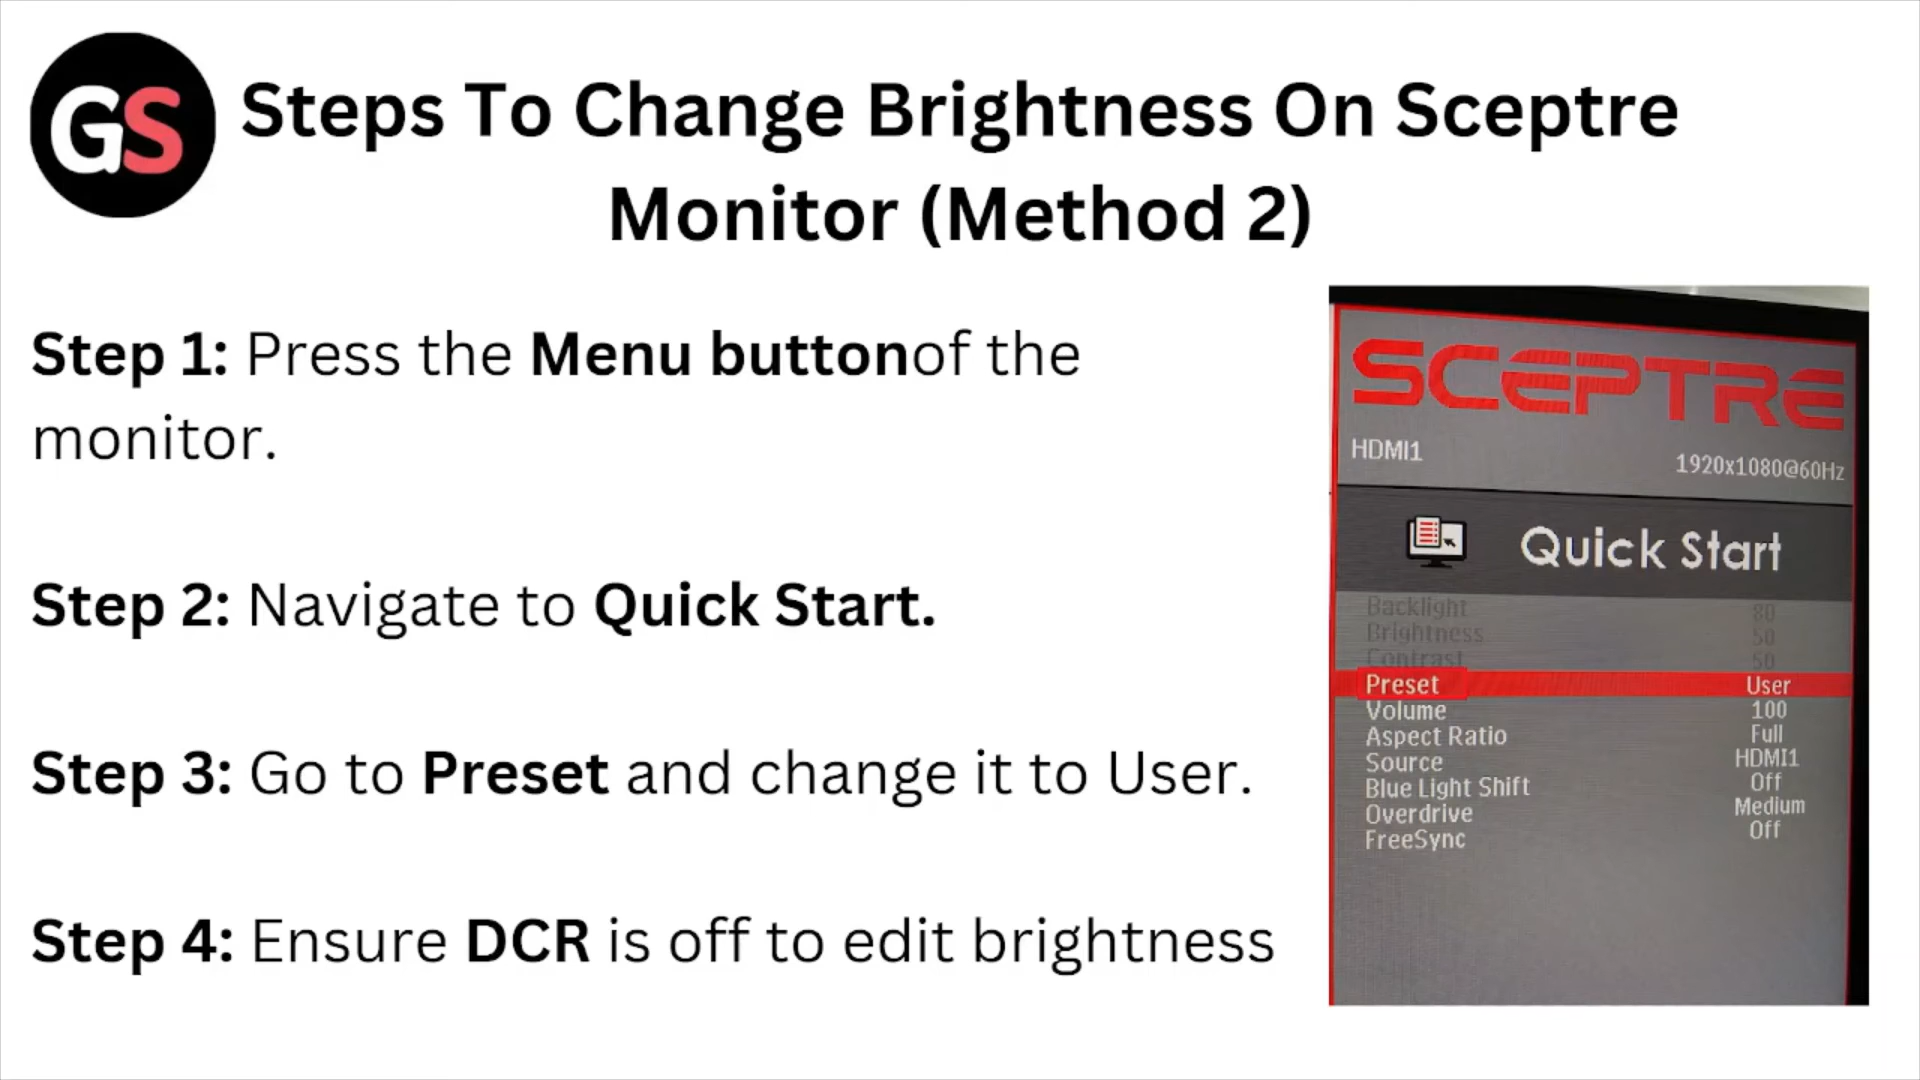 GS
Steps To Change Brightness On Sceptre
Monitor (Method 2)
Step 1: Press the Menu buttonof the
monitor.
Step 2: Navigate to Quick Start.
Step 3: Go to Preset and change it to User.
Step 4: Ensure DCR is off to edit brightness
SCEPTRE
HDMI1
1920x1080@60Hz
Quick Start
Backlight 80
Brightness 50
Contrast 50
Preset User
Volume 100
Aspect Ratio Full
Source HDMI1
Blue Light Shift Off
Overdrive Medium
FreeSync Off